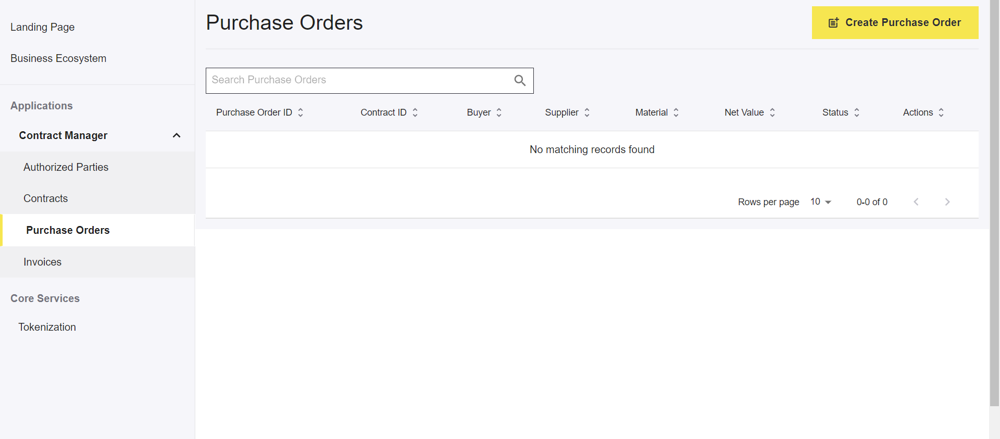 Landing Page
Business Ecosystem
Applications
Contract Manager
Authorized Parties
Contracts
Purchase Orders
Invoices
Core Services
Tokenization
Purchase Orders
Create Purchase Order
Search Purchase Orders
Purchase Order ID Contract ID Buyer Supplier Material Net Value Status Actions
No matching records found
Rows per page 10 0-0 of 0